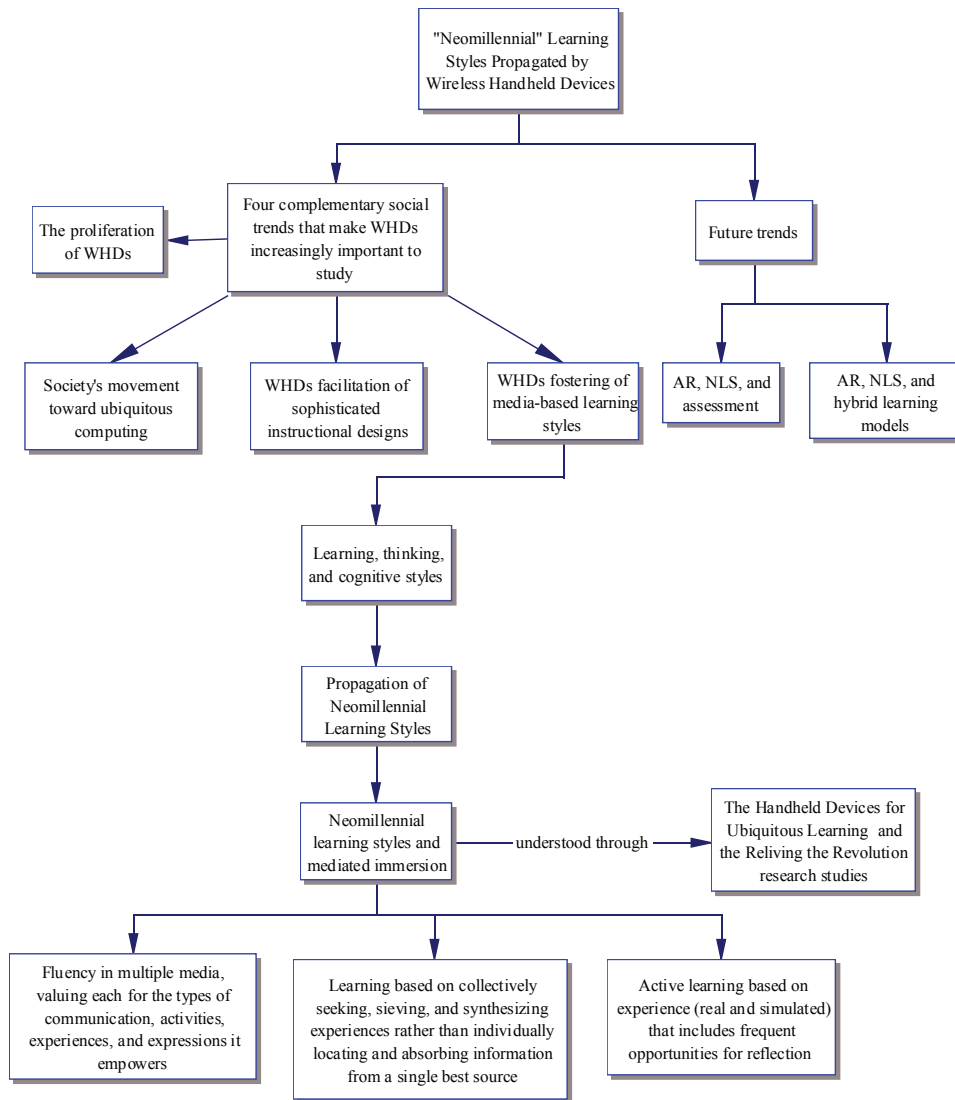 "Neomillennial" Learning
Styles Propagated by
Wireless Handheld Devices
Four complementary social
trends that make WHDs
increasingly important to
study
The proliferation
of WHDs
Future trends
Society's movement
toward ubiquitous
computing
WHDs facilitation of
sophisticated
instructional designs
WHDs fostering of
media-based learning
styles
AR, NLS, and
assessment
AR, NLS, and
hybrid learning
models
Learning, thinking,
and cognitive styles
Propagation of
Neomillennial
Learning Styles
Neomillennial
learning styles and
mediated immersion
understood through
The Handheld Devices for
Ubiquitous Learning and
the Reliving the Revolution
research studies
Fluency in multiple media,
valuing each for the types of
communication, activities,
experiences, and expressions it
empowers
Learning based on collectively
seeking, sieving, and synthesizing
experiences rather than individually
locating and absorbing information
from a single best source
Active learning based on
experience (real and simulated)
that includes frequent
opportunities for reflection